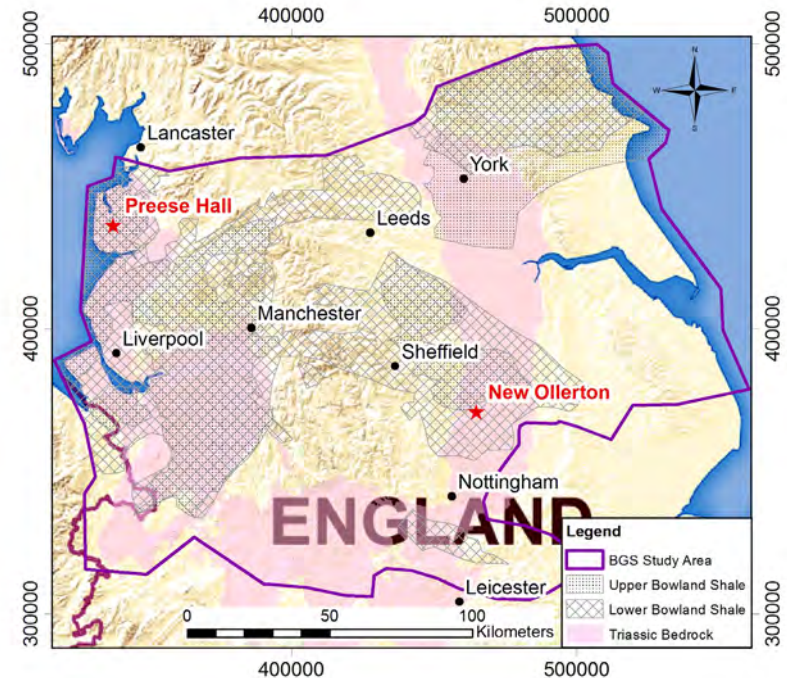 400000
500000
500000
500000
N
W
E
S
Lancaster
York
Preese Hall
Leeds
400000
400000
Manchester
Liverpool
Sheffield
New Ollerton
Nottingham
ENGLAND
Legend
BGS Study Area
Upper Bowland Shale
Lower Bowland Shale
Triassic Bedrock
Leicester
300000
300000
0
50
100
Kilometers
400000
500000